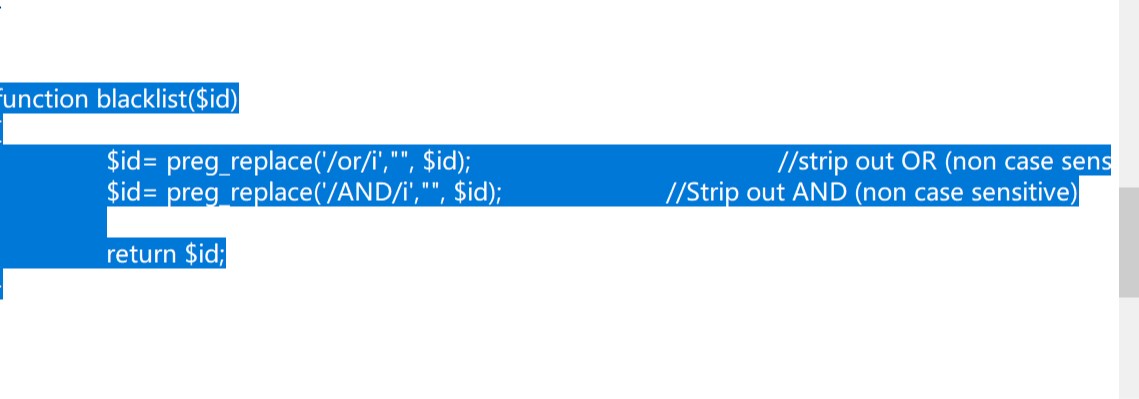 function blacklist($id)
{
$id= preg_replace('/or/i',"", $id); //strip out OR (non case sens
$id= preg_replace('/AND/i',"", $id); //Strip out AND (non case sensitive)
return $id;
}